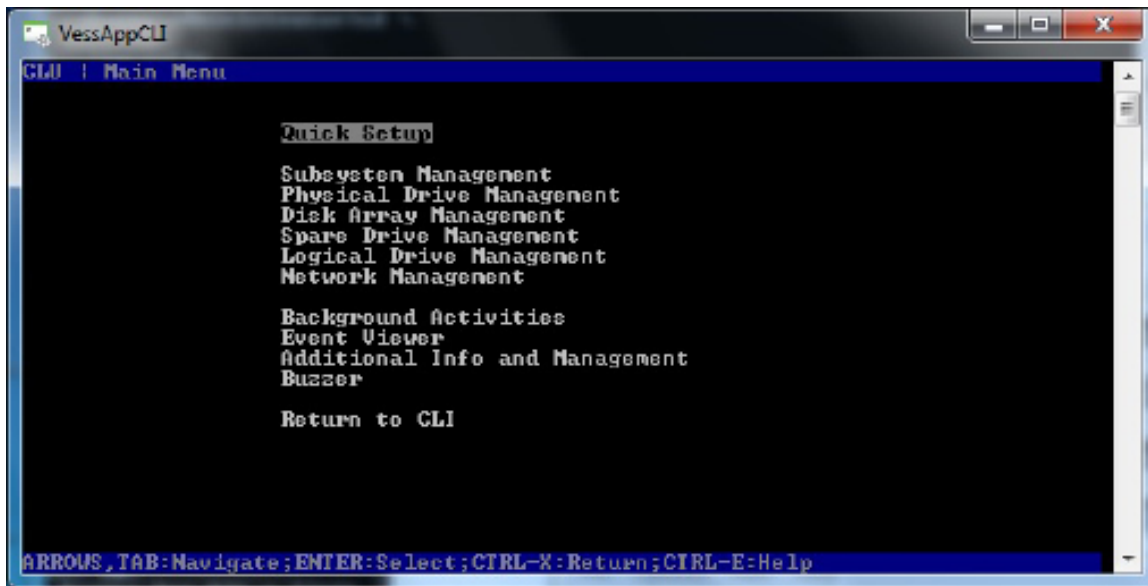 VessAppCLI
CLU | Main Menu
Quick Setup
Subsystem Management
Physical Drive Management
Disk Array Management
Spare Drive Management
Logical Drive Management
Network Management
Background Activities
Event Viewer
Additional Info and Management
Buzzer
Return to CLI
ARROWS,TAB:Navigate;ENTER:Select;CTRL-X:Return;CTRL-E:Help